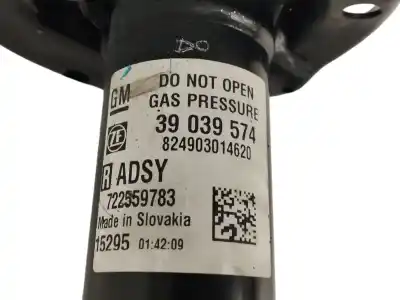 DO
DO NOT OPEN
GM
GAS PRESSURE
39 039 574
ZF
824903014620
R ADSY
722559783
Made in Slovakia
15295 01:42:09